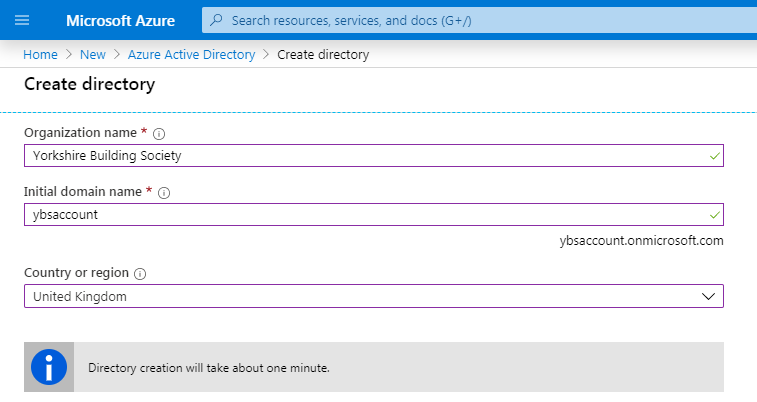 Microsoft Azure
Search resources, services, and docs (G+/)
Home > New > Azure Active Directory > Create directory
Create directory
Organization name *
Yorkshire Building Society
Initial domain name *
ybsaccount
ybsaccount.onmicrosoft.com
Country or region
United Kingdom
Directory creation will take about one minute.